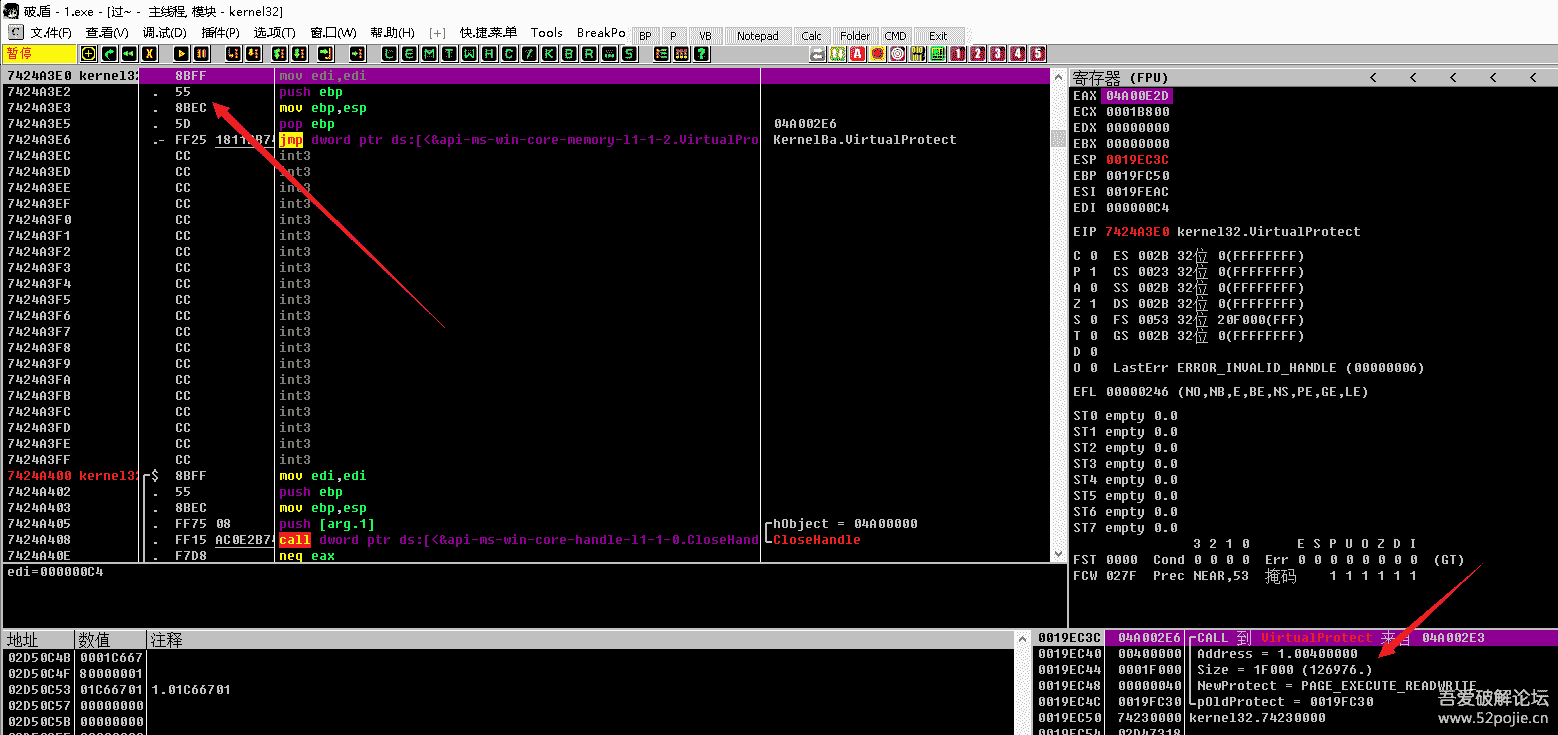 破.盾 - 1.exe - [过~ - 主线程, 模块 - kernel32]
C 文件(F) 查看(V) 调试(D) 插件(P) 选项(T) 窗口(W) 帮助(H) [+] 快捷菜单 Tools BreakPo BP P VB Notepad Calc Folder CMD Exit
暂停 L E M T W H C / K B R ... S ?
7424A3E0 kernel32 8BFF mov edi,edi
7424A3E2 . 55 push ebp
7424A3E3 . 8BEC mov ebp,esp
7424A3E5 . 5D pop ebp 04A002E6
7424A3E6 .- FF25 jmp dword ptr ds:[<&api-ms-win-core-memory-l1-1-2.VirtualPro KernelBa.VirtualProtect
7424A3EC CC int3
7424A3ED CC int3
7424A3EE CC int3
7424A3EF CC int3
7424A3F0 CC int3
7424A3F1 CC int3
7424A3F2 CC int3
7424A3F3 CC int3
7424A3F4 CC int3
7424A3F5 CC int3
7424A3F6 CC int3
7424A3F7 CC int3
7424A3F8 CC int3
7424A3F9 CC int3
7424A3FA CC int3
7424A3FB CC int3
7424A3FC CC int3
7424A3FD CC int3
7424A3FE CC int3
7424A3FF CC int3
7424A400 kernel32 $ 8BFF mov edi,edi
7424A402 . 55 push ebp
7424A403 . 8BEC mov ebp,esp
7424A405 . FF75 08 push [arg.1] hObject = 04A00000
7424A408 . FF15 AC0E2B74 call dword ptr ds:[<&api-ms-win-core-handle-l1-1-0.CloseHand CloseHandle
7424A40E . F7D8 neg eax
edi=000000C4
寄存器 (FPU) < < < < <
EAX 04A00E2D
ECX 0001B800
EDX 00000000
EBX 00000000
ESP 0019EC3C
EBP 0019FC50
ESI 0019FEAC
EDI 000000C4
EIP 7424A3E0 kernel32.VirtualProtect
C 0 ES 002B 32位 0(FFFFFFFF)
P 1 CS 0023 32位 0(FFFFFFFF)
A 0 SS 002B 32位 0(FFFFFFFF)
Z 1 DS 002B 32位 0(FFFFFFFF)
S 0 FS 0053 32位 20F000(FFF)
T 0 GS 002B 32位 0(FFFFFFFF)
D 0
O 0 LastErr ERROR_INVALID_HANDLE (00000006)
EFL 00000246 (NO,NB,E,BE,NS,PE,GE,LE)
ST0 empty 0.0
ST1 empty 0.0
ST2 empty 0.0
ST3 empty 0.0
ST4 empty 0.0
ST5 empty 0.0
ST6 empty 0.0
ST7 empty 0.0
3 2 1 0 E S P U O Z D I
FST 0000 Cond 0 0 0 0 Err 0 0 0 0 0 0 0 0 (GT)
FCW 027F Prec NEAR,53 掩码 1 1 1 1 1 1
地址 数值 注释
02D50C4B 0001C667
02D50C4F 80000001
02D50C53 01C66701 1.01C66701
02D50C57 00000000
02D50C5B 00000000
0019EC3C 04A002E6 CALL 到 VirtualProtect 来自 04A002E3
0019EC40 00400000 Address = 1.00400000
0019EC44 0001F000 Size = 1F000 (126976.)
0019EC48 00000040 NewProtect = PAGE_EXECUTE_READWRITE
0019EC4C 0019FC30 pOldProtect = 0019FC30
0019EC50 74230000 kernel32.74230000
0019EC54 02D47318
吾爱破解论坛
www.52pojie.cn